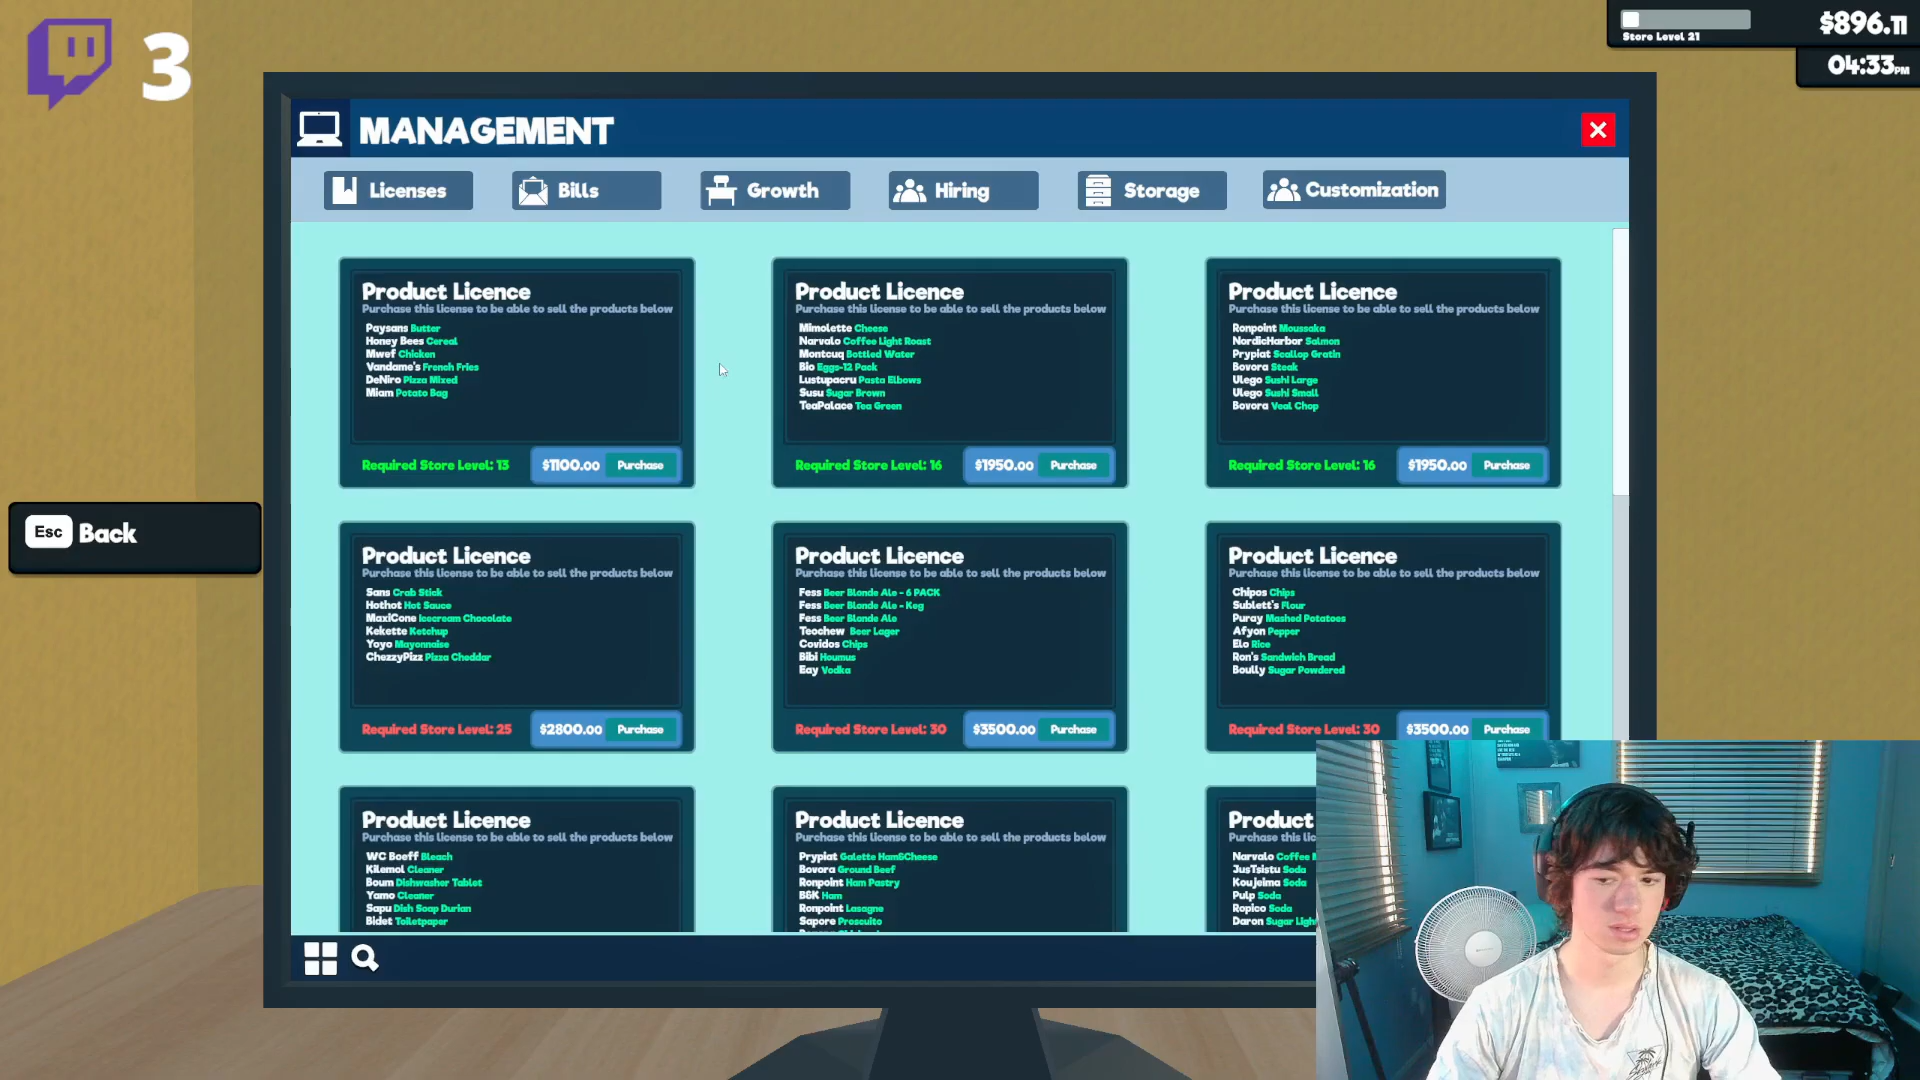 3
$896.11
Store Level 21
04:33PM
MANAGEMENT
Licenses
Bills
Growth
Hiring
Storage
Customization
Esc Back
Product Licence
Purchase this license to be able to sell the products below
Paysans Butter
Honey Bees Cereal
Mwef Chicken
Vandame's French Fries
DeNiro Pizza Mixed
Miam Potato Bag
Required Store Level: 13
$1100.00
Purchase
Product Licence
Purchase this license to be able to sell the products below
Mimolette Cheese
Narvalo Coffee Light Roast
Montcuq Bottled Water
Bio Eggs-12 Pack
Lustupacru Pasta Elbows
Susu Sugar Brown
TeaPalace Tea Green
Required Store Level: 16
$1950.00
Purchase
Product Licence
Purchase this license to be able to sell the products below
Ronpoint Moussaka
NordicHarbor Salmon
Prypiat Scallop Gratin
Bovora Steak
Ulego Sushi Large
Ulego Sushi Small
Bovora Veal Chop
Required Store Level: 16
$1950.00
Purchase
Product Licence
Purchase this license to be able to sell the products below
Sans Crab Stick
Hothot Hot Sauce
MaxiCone Icecream Chocolate
Kekette Ketchup
Yoyo Mayonnaise
ChezzyPizz Pizza Cheddar
Required Store Level: 25
$2800.00
Purchase
Product Licence
Purchase this license to be able to sell the products below
Fess Beer Blonde Ale - 6 PACK
Fess Beer Blonde Ale - Keg
Fess Beer Blonde Ale
Teochew Beer Lager
Covidos Chips
Bibi Houmus
Eay Vodka
Required Store Level: 30
$3500.00
Purchase
Product Licence
Purchase this license to be able to sell the products below
Chipos Chips
Sublett's Flour
Puray Mashed Potatoes
Afyon Pepper
Elo Rice
Ron's Sandwich Bread
Boully Sugar Powdered
Required Store Level: 30
$3500.00
Purchase
Product Licence
Purchase this license to be able to sell the products below
WC Boeff Bleach
Kilemol Cleaner
Boum Dishwasher Tablet
Yamo Cleaner
Sapu Dish Soap Durian
Bidet Toiletpaper
Product Licence
Purchase this license to be able to sell the products below
Prypiat Galette Ham&Cheese
Bovora Ground Beef
Ronpoint Ham Pastry
B&K Ham
Ronpoint Lasagne
Sapore Proscuito
Product
Purchase this lic
Narvalo Coffee M
JusTsistu Soda
Koujeima Soda
Pulp Soda
Ropico Soda
Daron Sugar Light